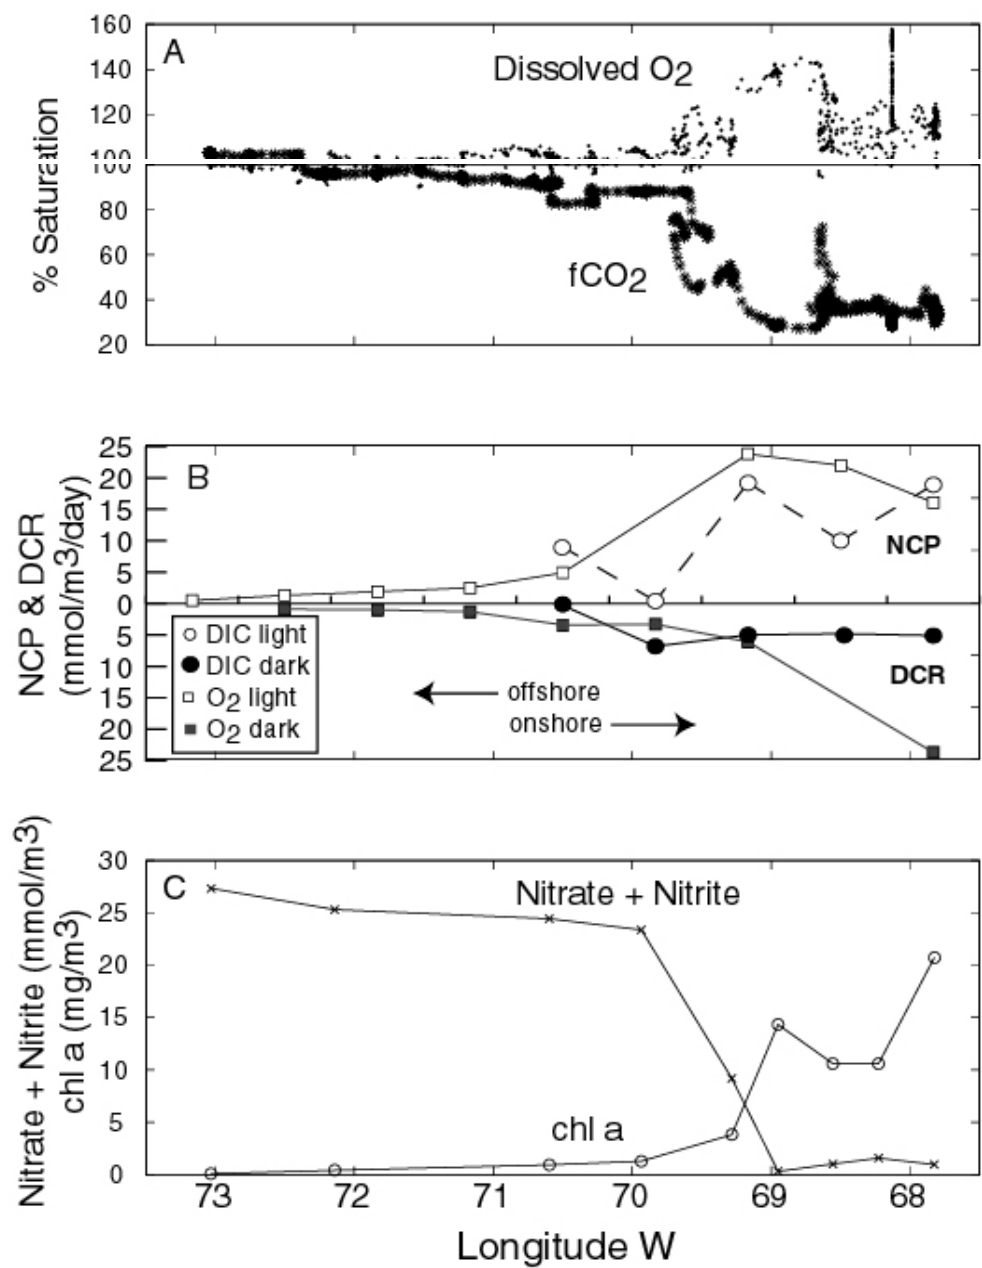 A
Dissolved O2
fCO2
% Saturation
160
140
120
100
100
80
60
40
20
B
NCP
DCR
NCP & DCR
(mmol/m3/day)
25
20
15
10
5
0
5
10
15
20
25
DIC light
DIC dark
O2 light
O2 dark
offshore
onshore
C
Nitrate + Nitrite
chl a
Nitrate + Nitrite (mmol/m3)
chl a (mg/m3)
30
25
20
15
10
5
0
73 72 71 70 69 68
Longitude W